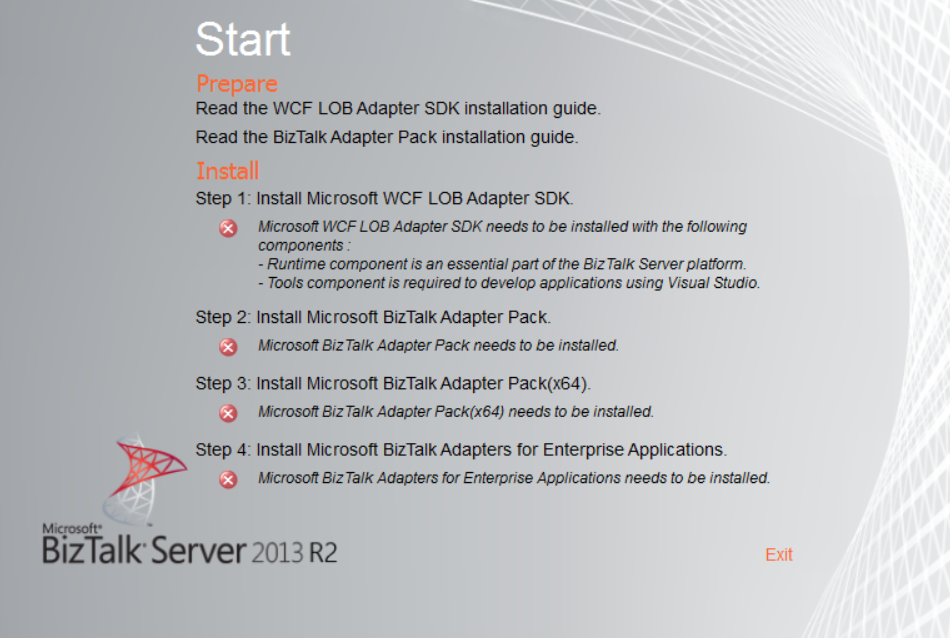 Start
Prepare
Read the WCF LOB Adapter SDK installation guide.
Read the BizTalk Adapter Pack installation guide.
Install
Step 1: Install Microsoft WCF LOB Adapter SDK.
Microsoft WCF LOB Adapter SDK needs to be installed with the following
components :
- Runtime component is an essential part of the BizTalk Server platform.
- Tools component is required to develop applications using Visual Studio.
Step 2: Install Microsoft BizTalk Adapter Pack.
Microsoft BizTalk Adapter Pack needs to be installed.
Step 3: Install Microsoft BizTalk Adapter Pack(x64).
Microsoft BizTalk Adapter Pack(x64) needs to be installed.
Step 4: Install Microsoft BizTalk Adapters for Enterprise Applications.
Microsoft BizTalk Adapters for Enterprise Applications needs to be installed.
Microsoft®
BizTalk Server 2013 R2
Exit